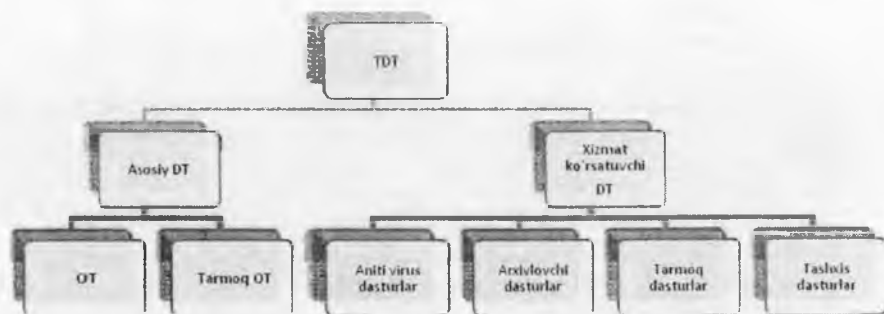 TDT
Asosiy DT
Xizmat
ko'rsatuvchi
DT
OT
Tarmoq OT
Aniti virus
dasturlar
Arxivlovchi
dasturlar
Tarmoq
dasturlar
Tashxis
dasturlar